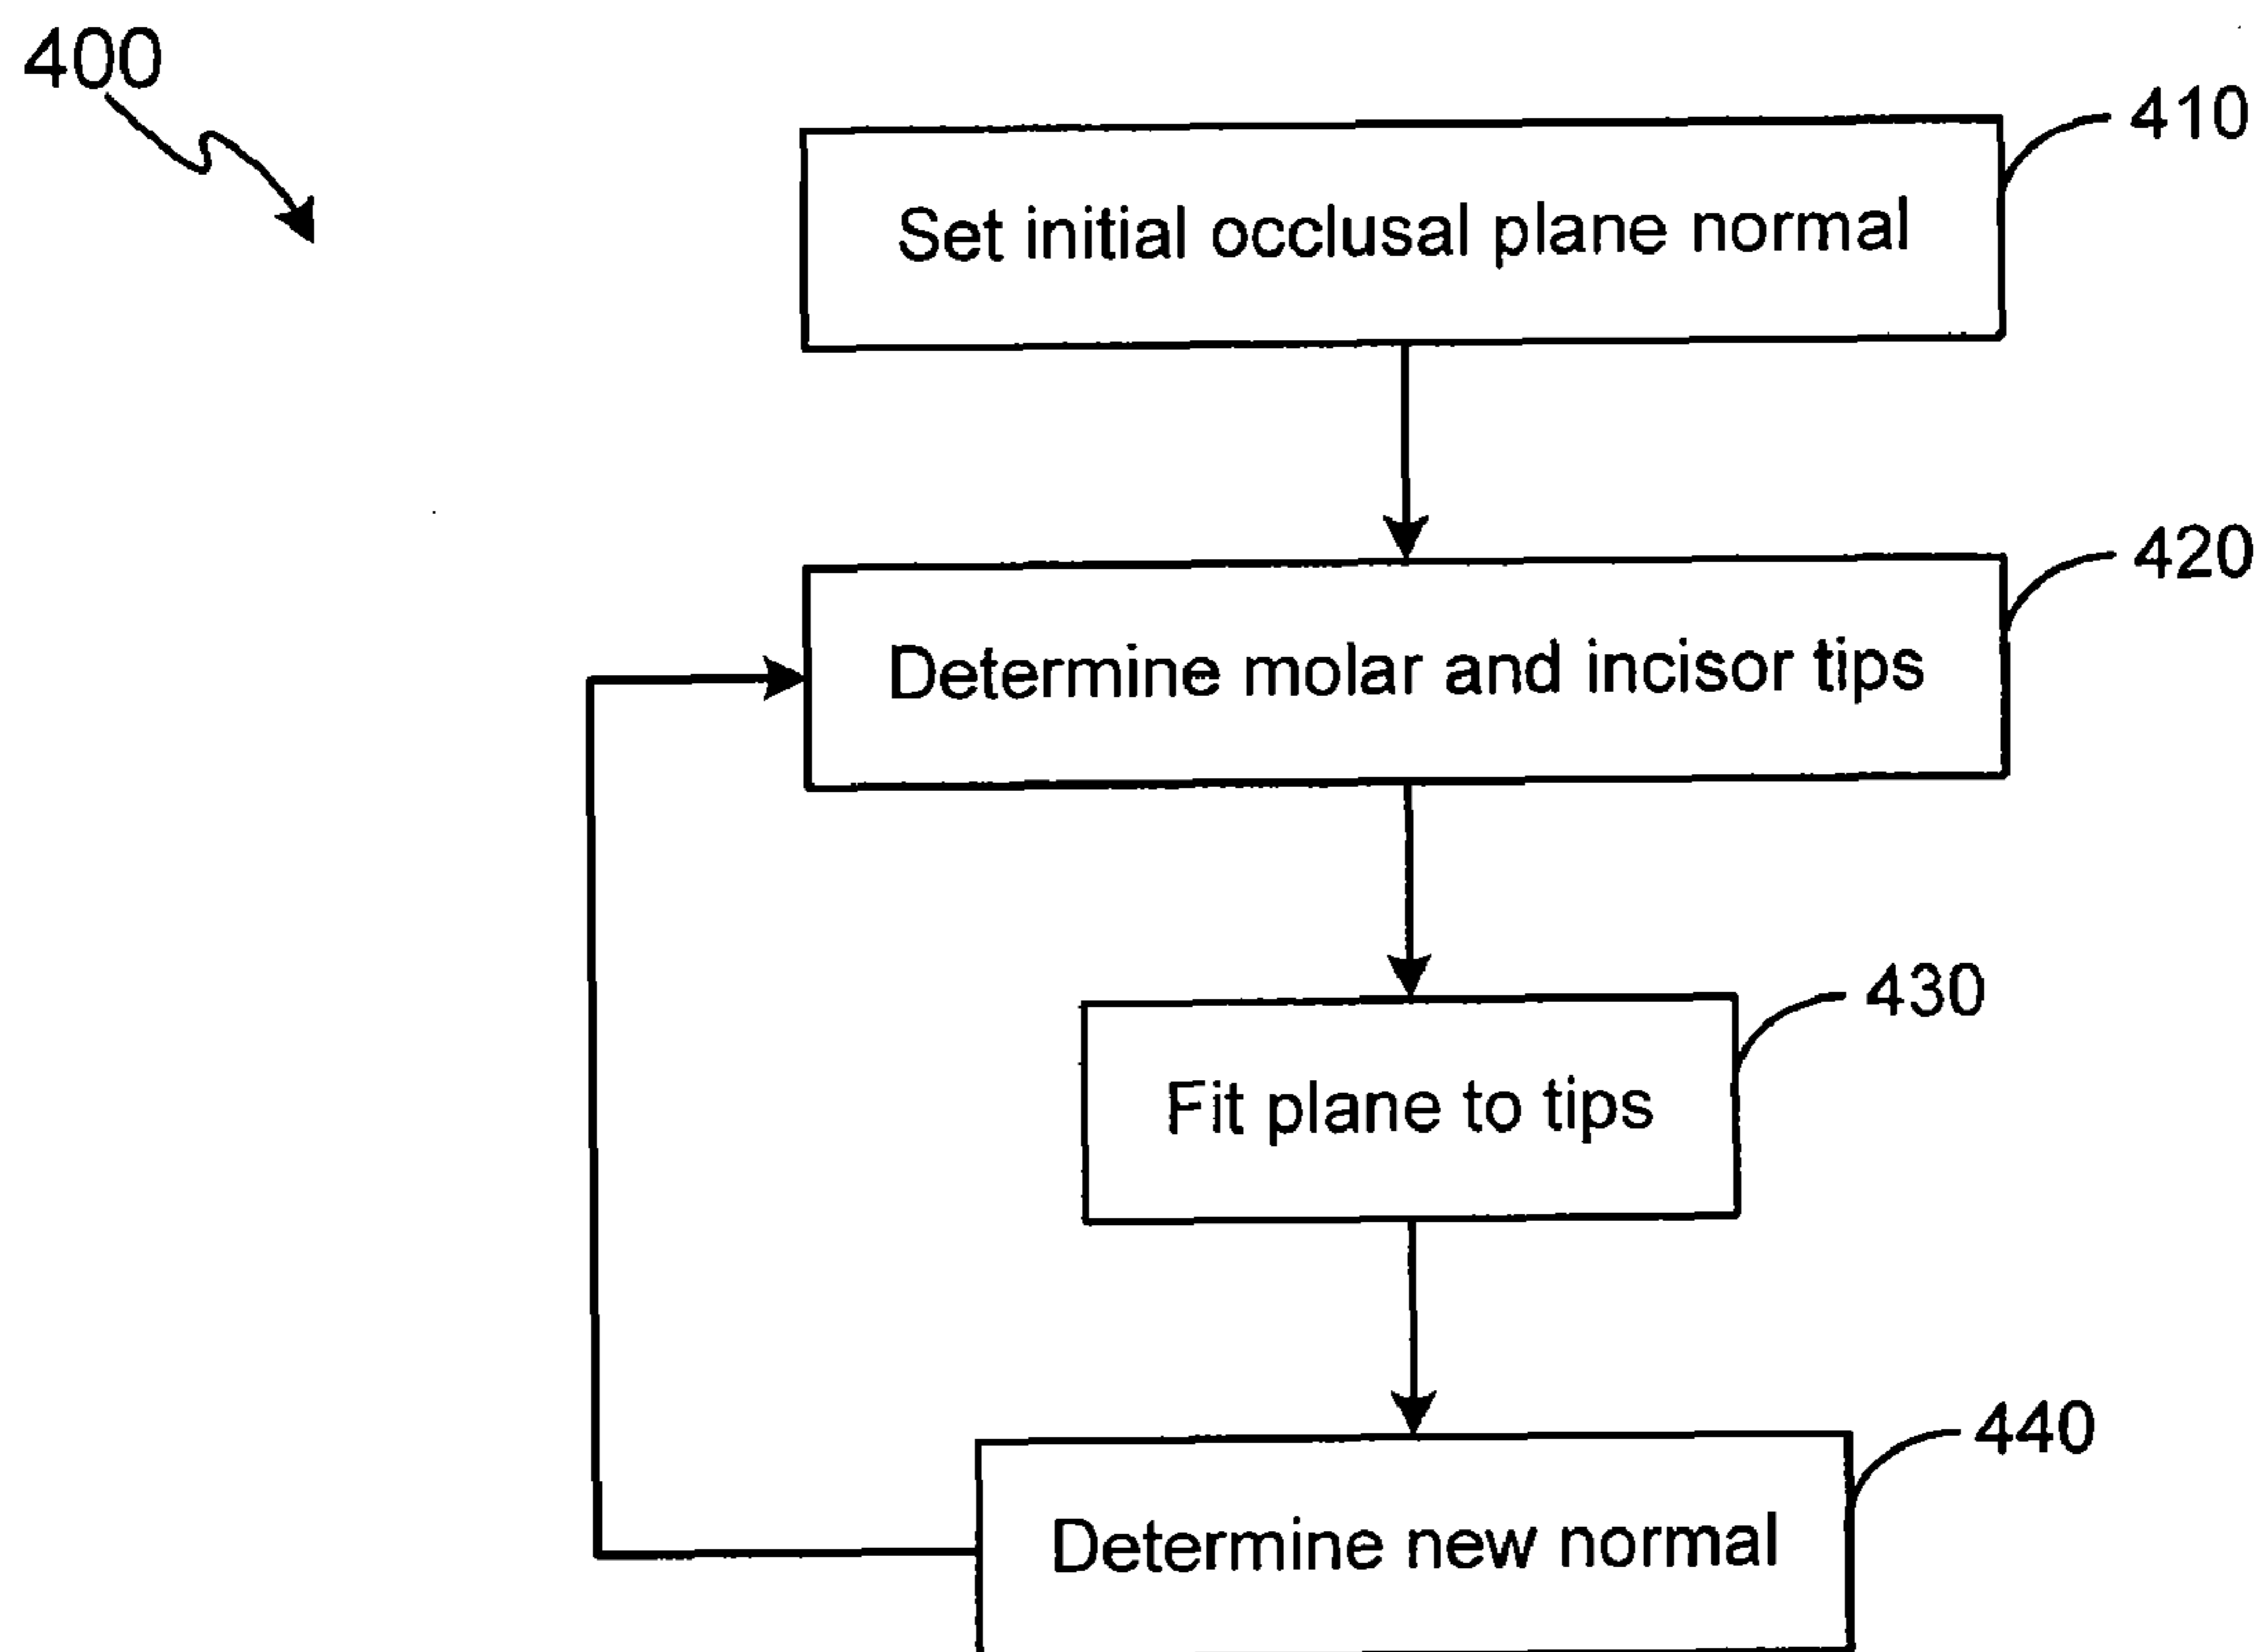 400
410
Set initial occlusal plane normal
420
Determine molar and incisor tips
430
Fit plane to tips
440
Determine new normal